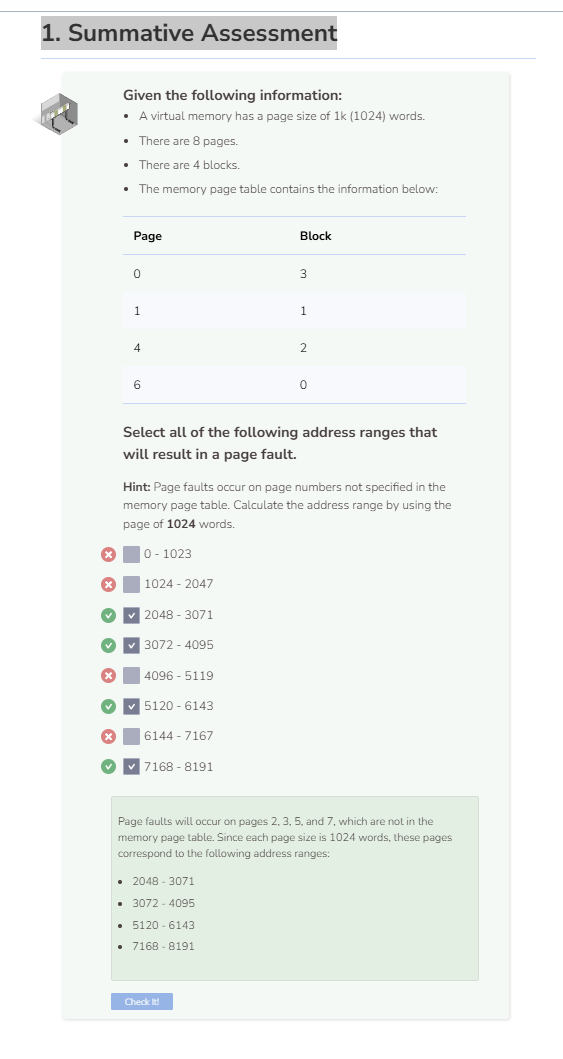 1. Summative Assessment
Given the following information:
• A virtual memory has a page size of 1k (1024) words.
• There are 8 pages.
• There are 4 blocks.
• The memory page table contains the information below:
Page Block
0 3
1 1
4 2
6 0
Select all of the following address ranges that
will result in a page fault.
Hint: Page faults occur on page numbers not specified in the
memory page table. Calculate the address range by using the
page of 1024 words.
0 - 1023
1024 - 2047
2048 - 3071
3072 - 4095
4096 - 5119
5120 - 6143
6144 - 7167
7168 - 8191
Page faults will occur on pages 2, 3, 5, and 7, which are not in the
memory page table. Since each page size is 1024 words, these pages
correspond to the following address ranges:
• 2048 - 3071
• 3072 - 4095
• 5120 - 6143
• 7168 - 8191
Check It!